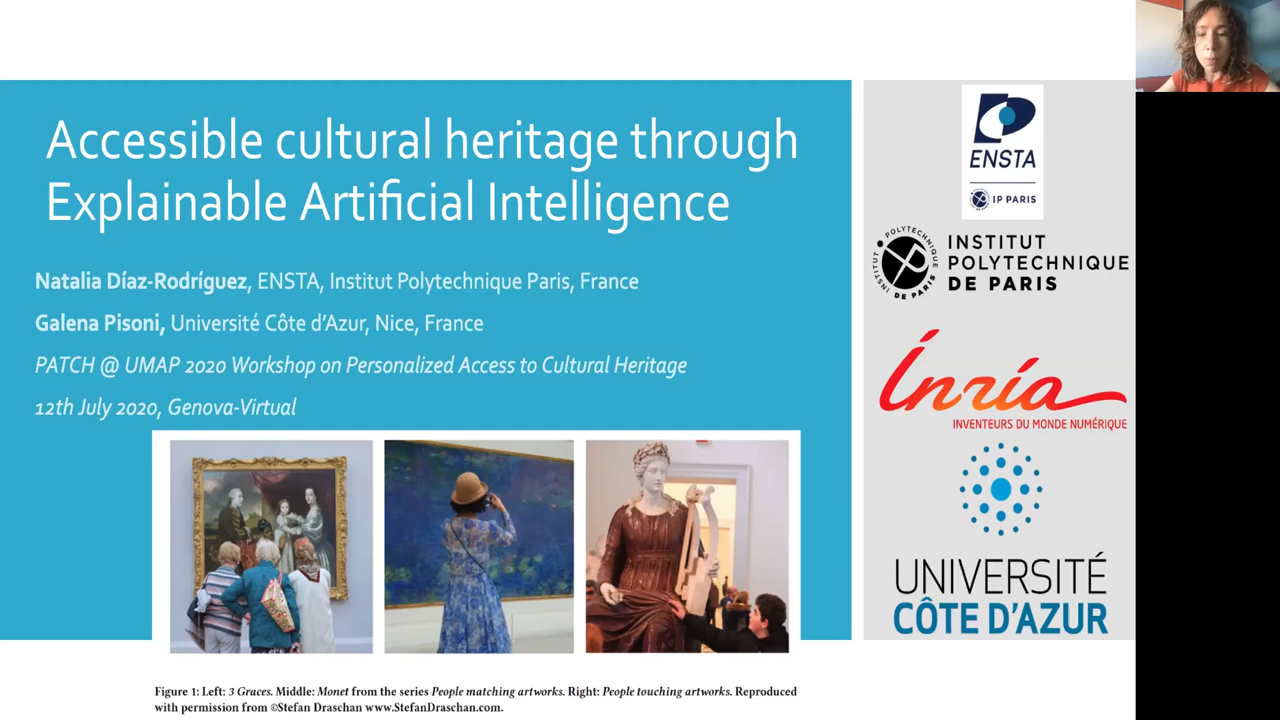 Accessible cultural heritage through
Explainable Artificial Intelligence
Natalia Díaz-Rodríguez, ENSTA, Institut Polytechnique Paris, France
Galena Pisoni, Université Côte d’Azur, Nice, France
PATCH @ UMAP 2020 Workshop on Personalized Access to Cultural Heritage
12th July 2020, Genova-Virtual
Figure 1: Left: 3 Graces. Middle: Monet from the series People matching artworks. Right: People touching artworks. Reproduced
with permission from ©Stefan Draschan www.StefanDraschan.com.
ENSTA
IP PARIS
POLYTECHNIQUE
INSTITUT
DE PARIS
INSTITUT
POLYTECHNIQUE
DE PARIS
Inria
INVENTEURS DU MONDE NUMÉRIQUE
UNIVERSITÉ
CÔTE D’AZUR